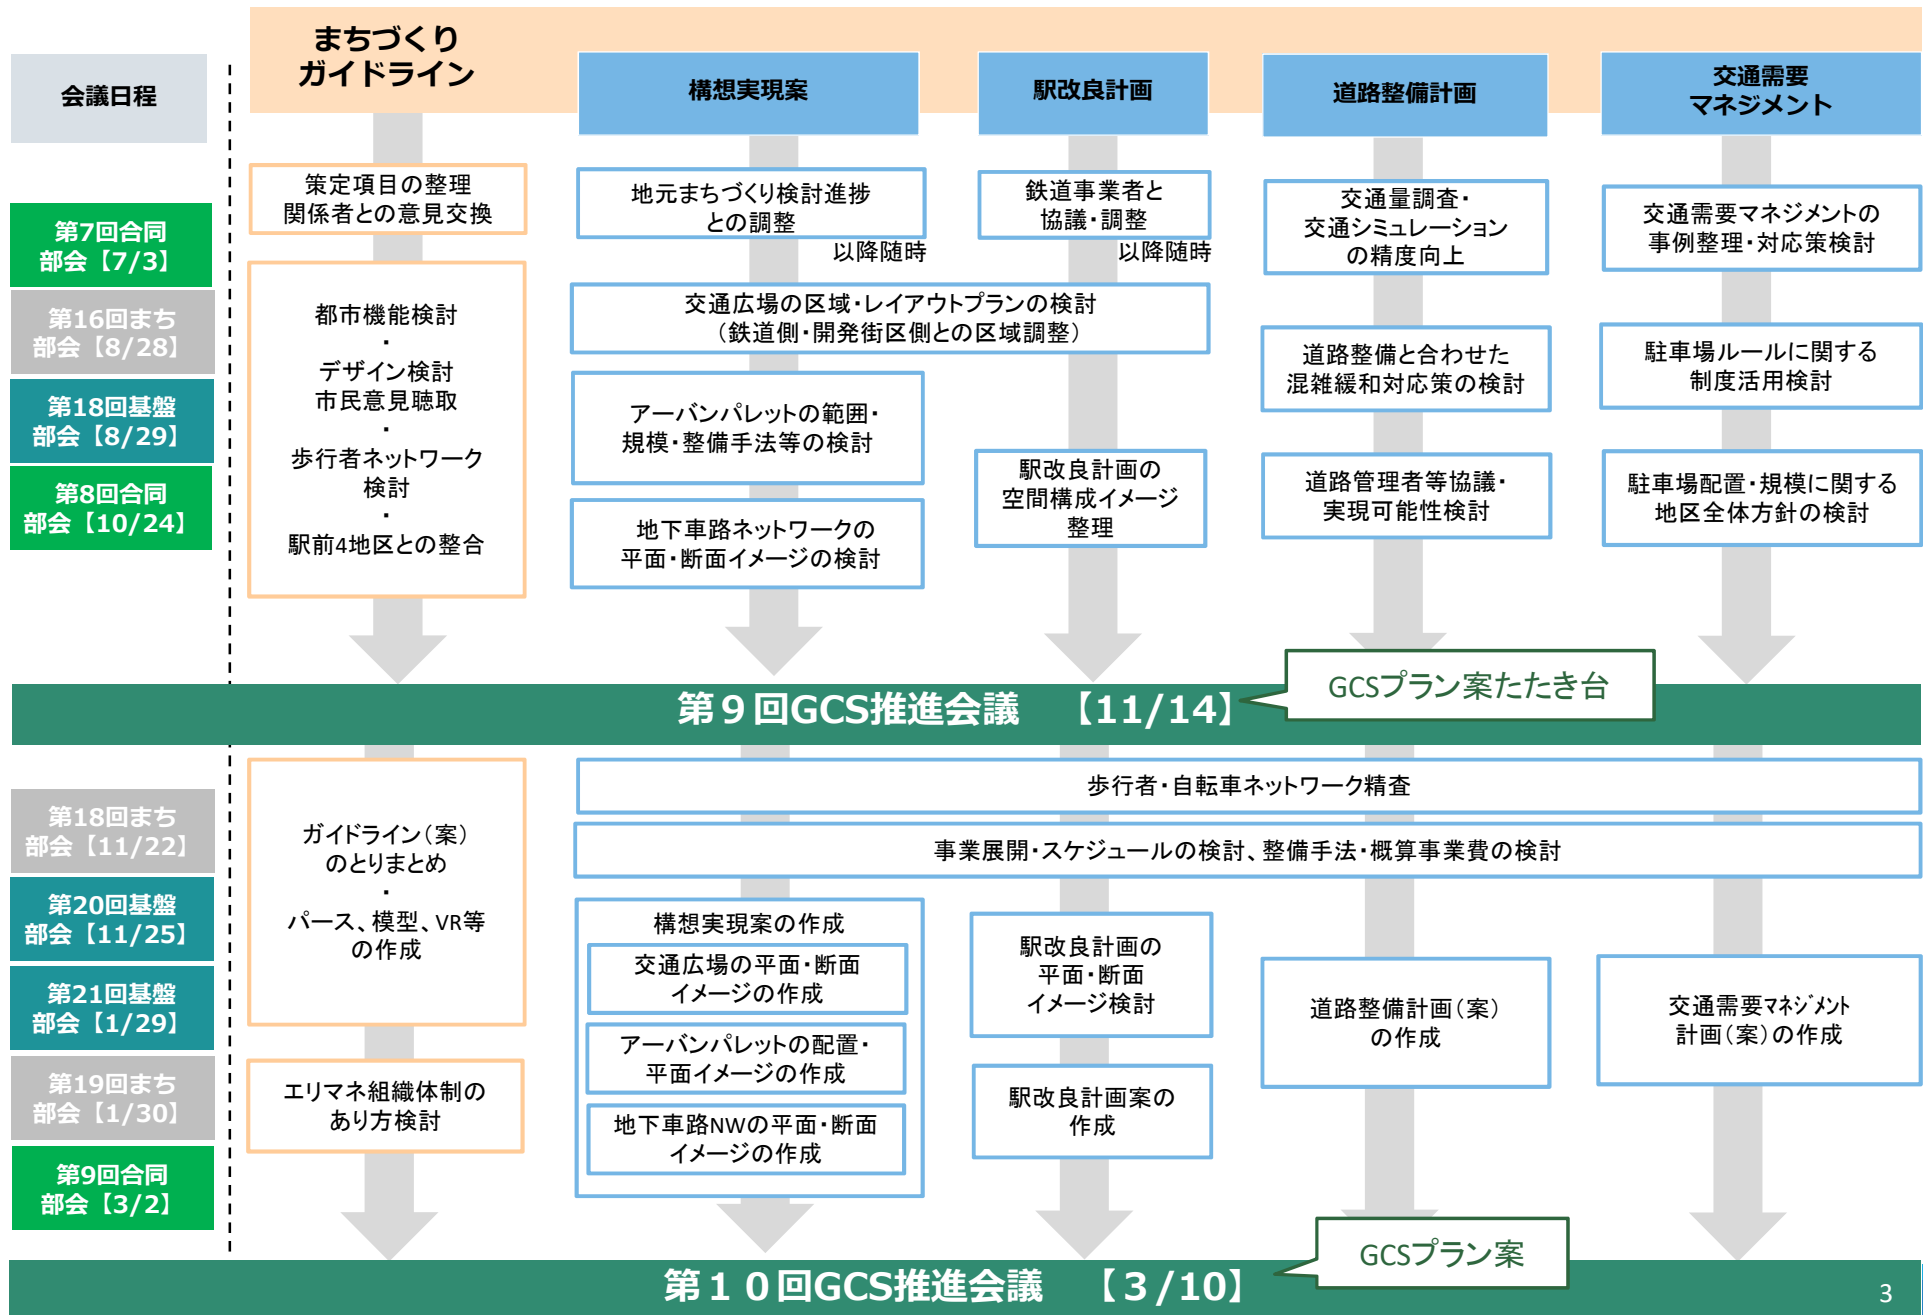 会議日程
まちづくり
ガイドライン
構想実現案
駅改良計画
道路整備計画
交通需要
マネジメント
第7回合同
部会【7/3】
第16回まち
部会【8/28】
第18回基盤
部会【8/29】
第8回合同
部会【10/24】
策定項目の整理
関係者との意見交換
都市機能検討
・
デザイン検討
市民意見聴取
・
歩行者ネットワーク
検討
・
駅前4地区との整合
地元まちづくり検討進捗
との調整
以降随時
鉄道事業者と
協議・調整
以降随時
交通広場の区域・レイアウトプランの検討
（鉄道側・開発街区側との区域調整）
アーバンパレットの範囲・
規模・整備手法等の検討
地下車路ネットワークの
平面・断面イメージの検討
駅改良計画の
空間構成イメージ
整理
交通量調査・
交通シミュレーション
の精度向上
道路整備と合わせた
混雑緩和対応策の検討
道路管理者等協議・
実現可能性検討
交通需要マネジメントの
事例整理・対応策検討
駐車場ルールに関する
制度活用検討
駐車場配置・規模に関する
地区全体方針の検討
第９回GCS推進会議　【11/14】
GCSプラン案たたき台
第18回まち
部会【11/22】
第20回基盤
部会【11/25】
第21回基盤
部会【1/29】
第19回まち
部会【1/30】
第9回合同
部会【3/2】
ガイドライン（案）
のとりまとめ
・
パース、模型、VR等
の作成
エリマネ組織体制の
あり方検討
歩行者・自転車ネットワーク精査
事業展開・スケジュールの検討、整備手法・概算事業費の検討
構想実現案の作成
交通広場の平面・断面
イメージの作成
アーバンパレットの配置・
平面イメージの作成
地下車路NWの平面・断面
イメージの作成
駅改良計画の
平面・断面
イメージ検討
駅改良計画案の
作成
道路整備計画（案）
の作成
交通需要マネジメント
計画（案）の作成
第１０回GCS推進会議　【３/10】
GCSプラン案
3